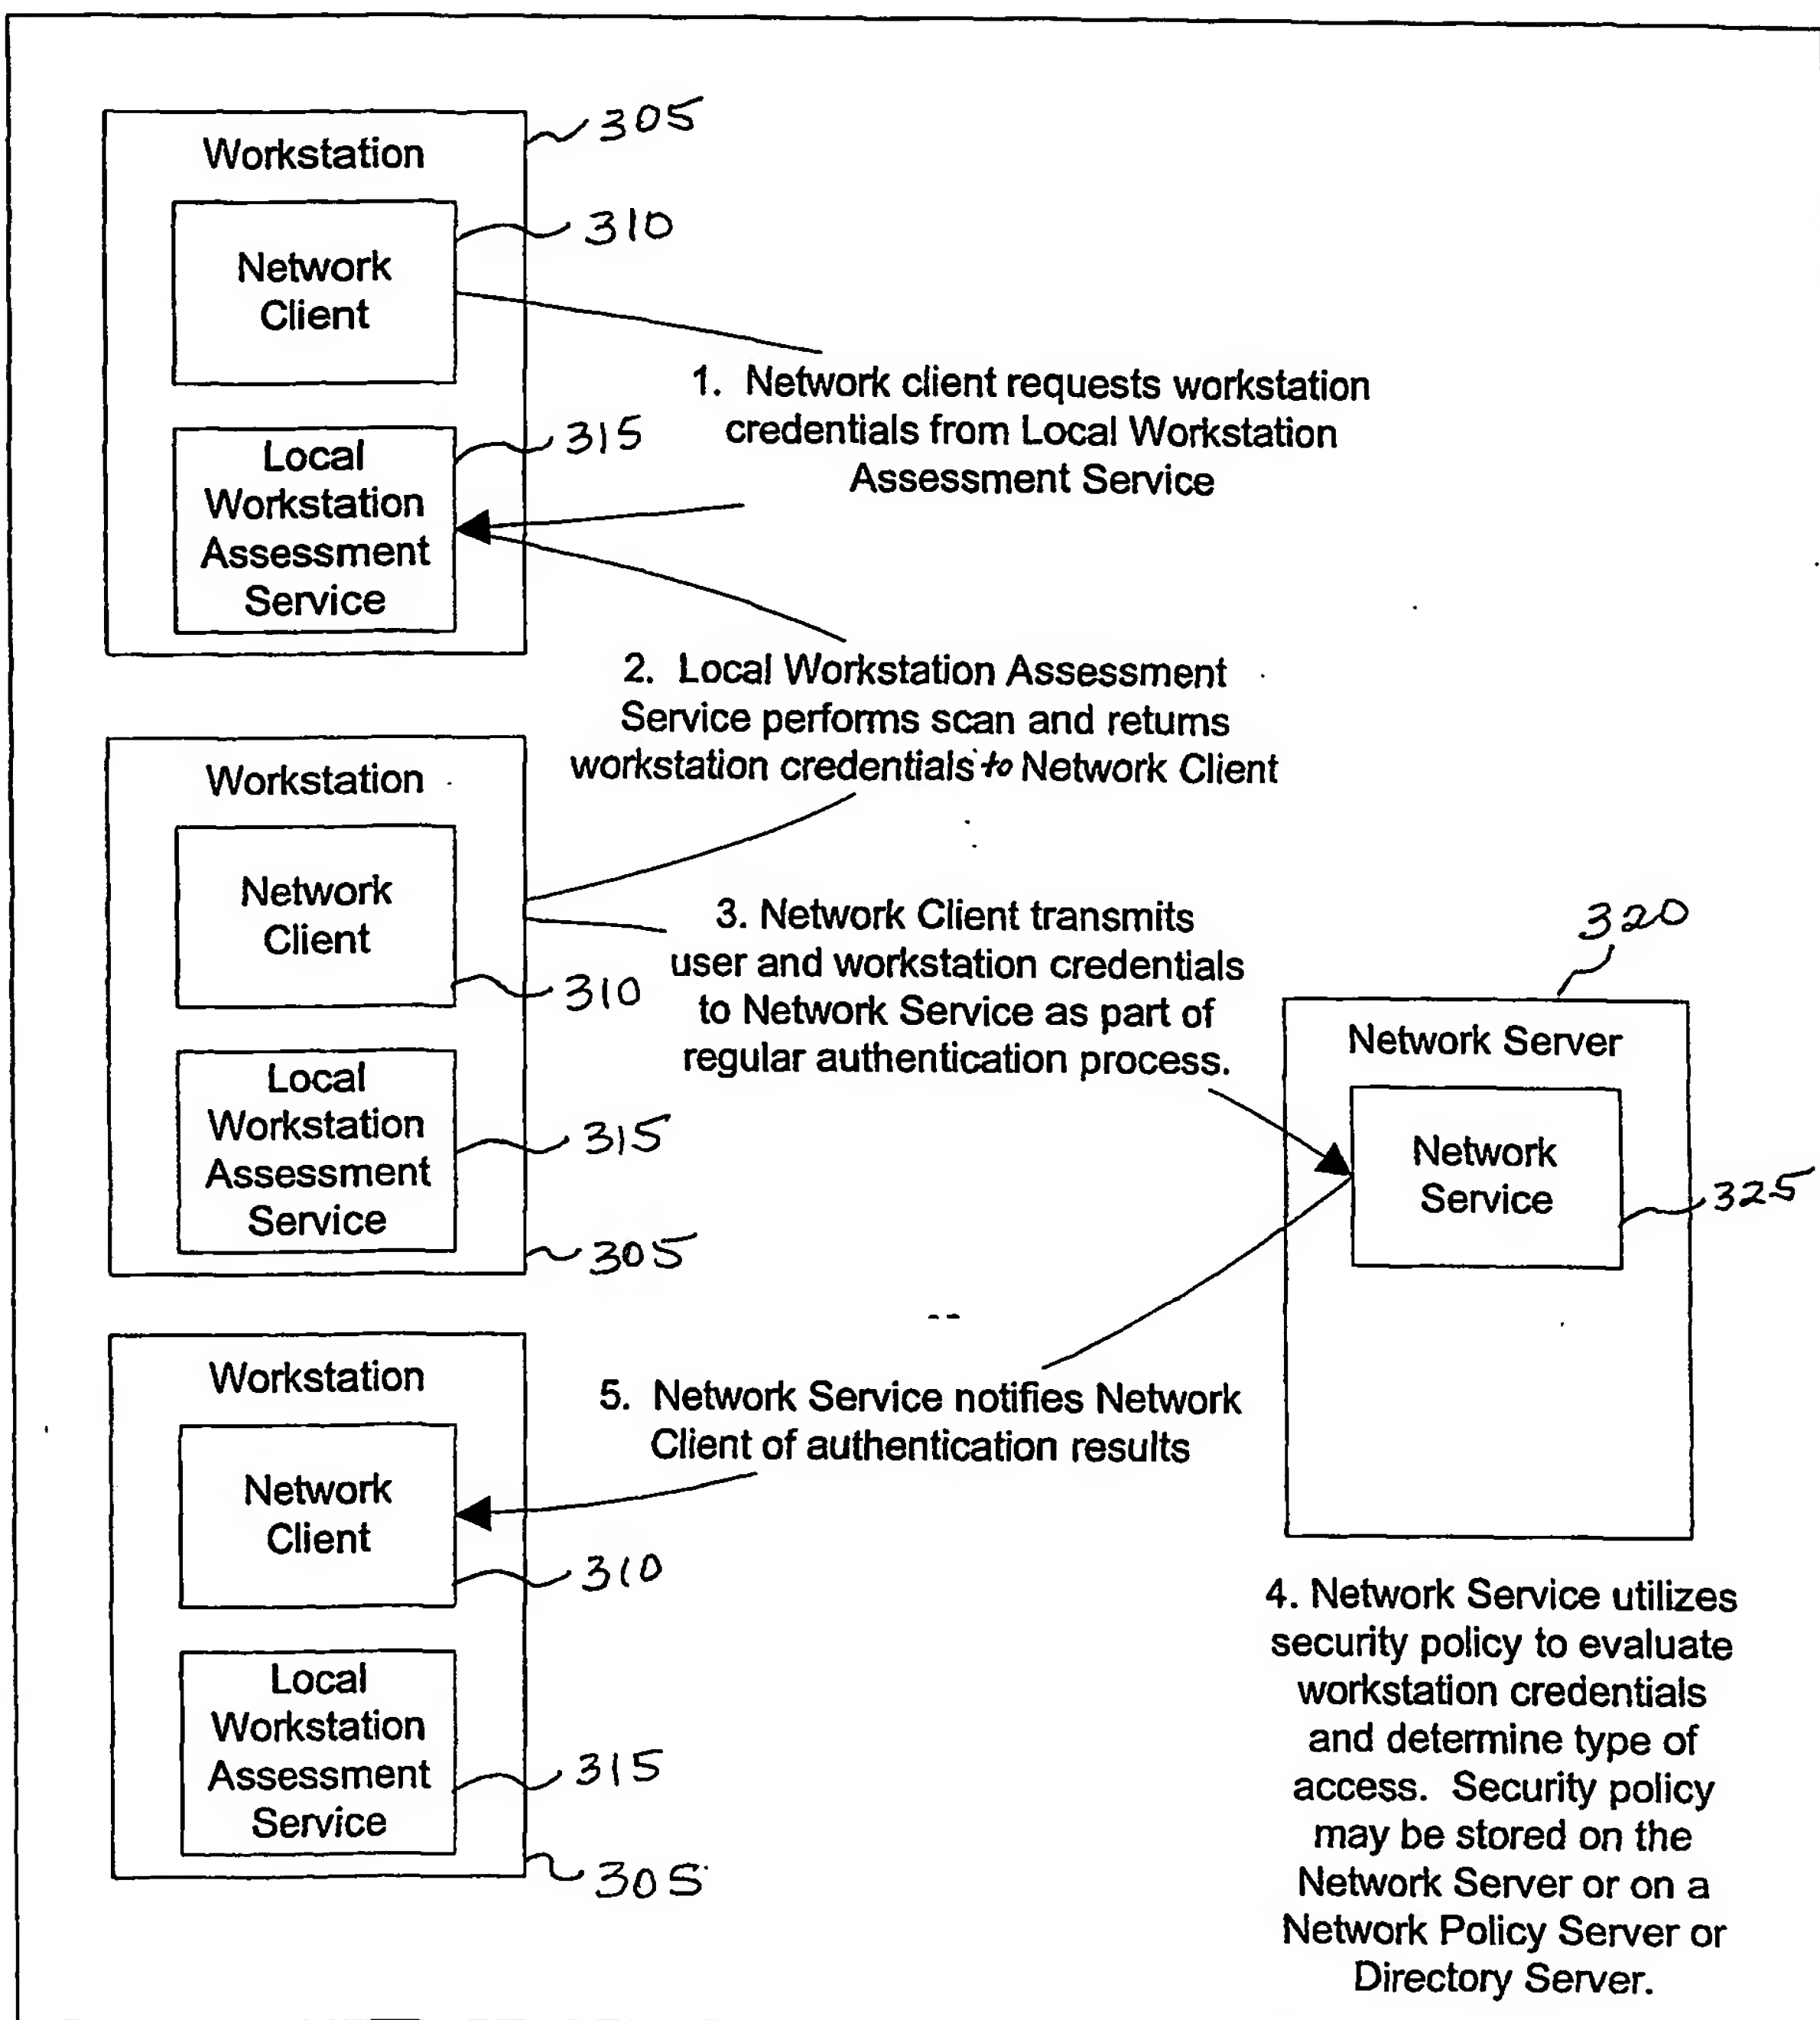 Workstation
305
Network
Client
310
Local
Workstation
Assessment
Service
315
1. Network client requests workstation
credentials from Local Workstation
Assessment Service
2. Local Workstation Assessment
Service performs scan and returns
workstation credentials to Network Client
Workstation
Network
Client
310
Local
Workstation
Assessment
Service
315
305
3. Network Client transmits
user and workstation credentials
to Network Service as part of
regular authentication process.
320
Network Server
Network
Service
325
Workstation
Network
Client
310
Local
Workstation
Assessment
Service
315
305
5. Network Service notifies Network
Client of authentication results
4. Network Service utilizes
security policy to evaluate
workstation credentials
and determine type of
access. Security policy
may be stored on the
Network Server or on a
Network Policy Server or
Directory Server.